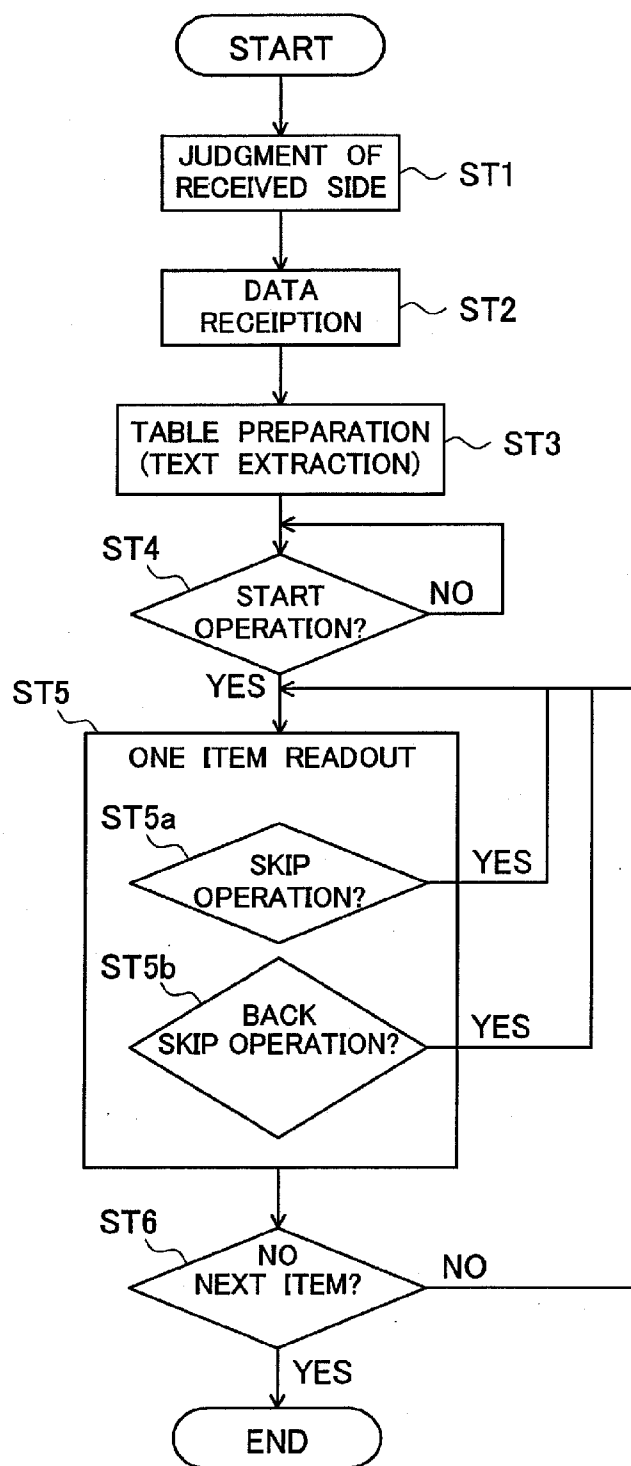 START
JUDGMENT OF
RECEIVED SIDE
ST1
DATA
RECEIPTION
ST2
TABLE PREPARATION
(TEXT EXTRACTION)
ST3
ST4
START
OPERATION?
NO
YES
ST5
ONE ITEM READOUT
ST5a
SKIP
OPERATION?
YES
ST5b
BACK
SKIP OPERATION?
YES
ST6
NO
NEXT ITEM?
NO
YES
END